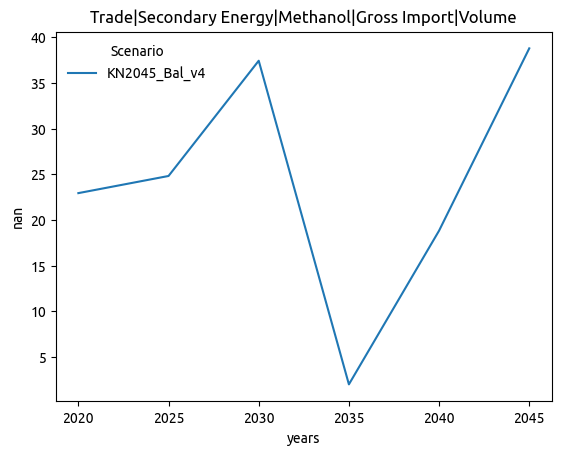 Trade|Secondary Energy|Methanol|Gross Import|Volume
40
35
30
25
20
15
10
5
nan
Scenario
KN2045_Bal_v4
2020 2025 2030 2035 2040 2045
years